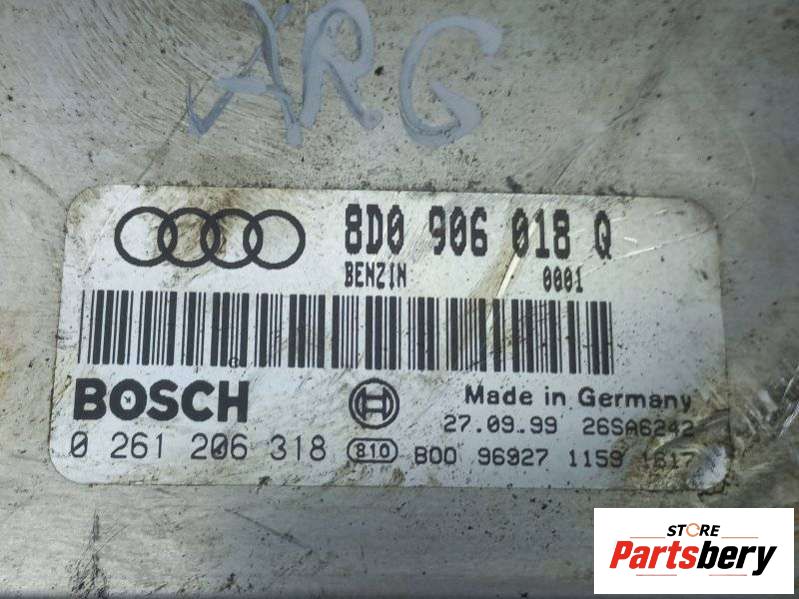 ARG
8D0 906 018 Q
BENZIN 0001
BOSCH
Made in Germany
27.09.99 26SA6242
0 261 206 318 810 B00 96927 1159 1617
STORE
Partsbery